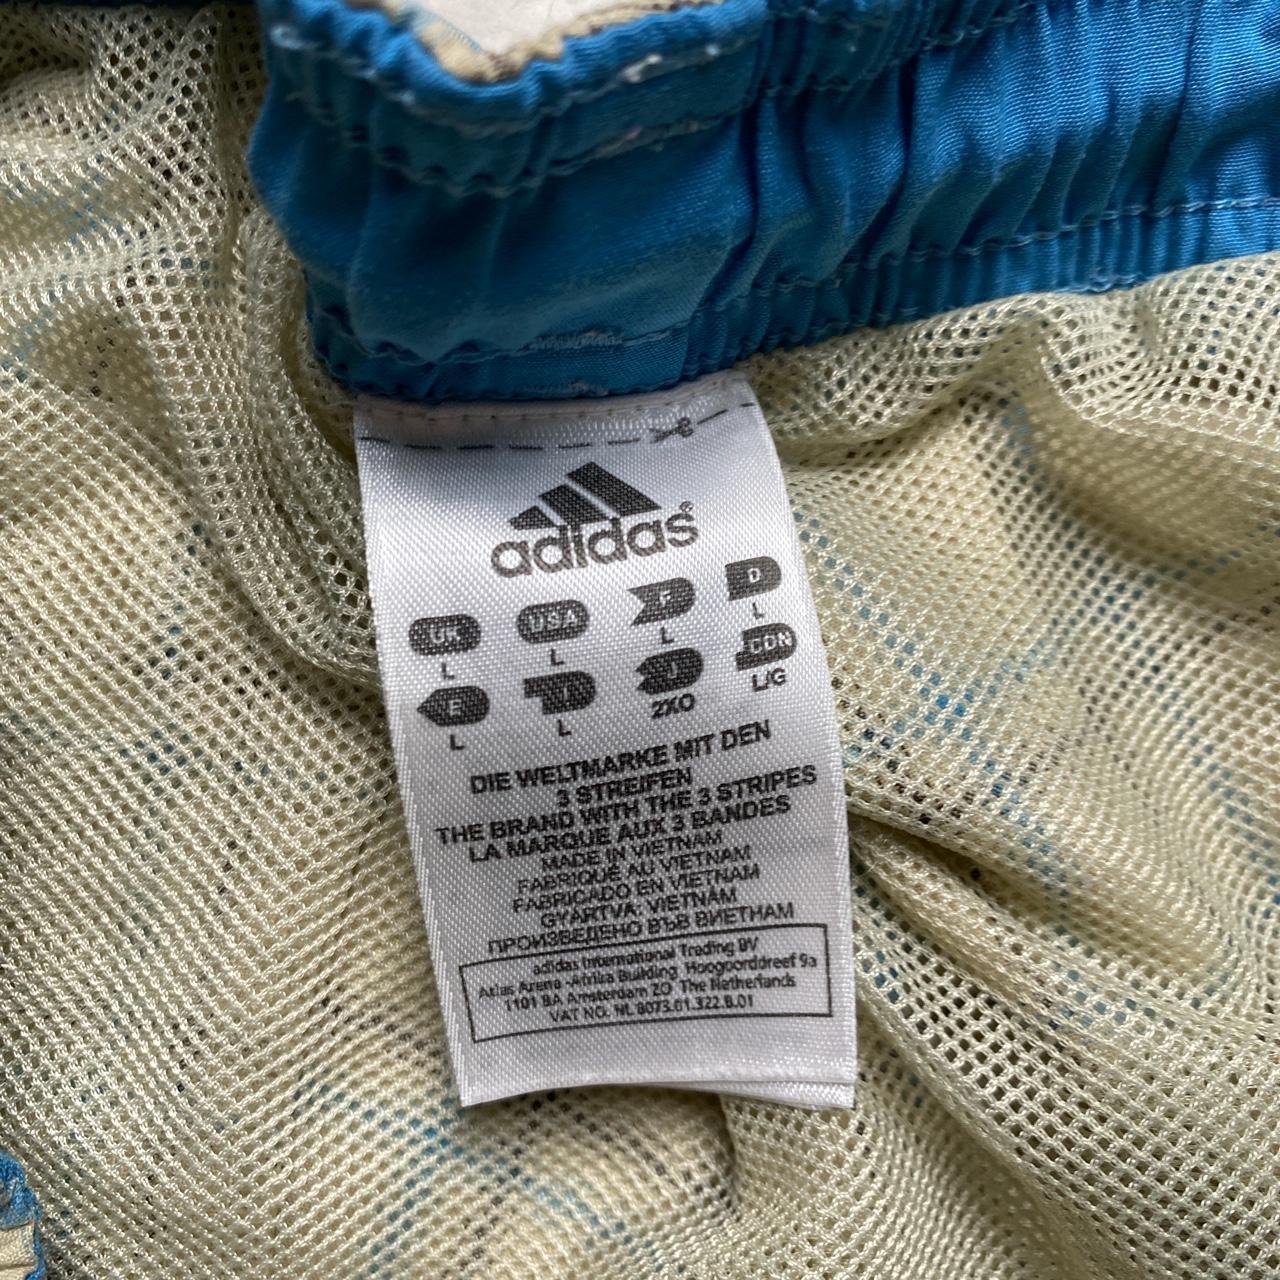 adidas®
UK USA F D
L L L L
E I J CDN
L L 2XO L/G
DIE WELTMARKE MIT DEN
3 STREIFEN
THE BRAND WITH THE 3 STRIPES
LA MARQUE AUX 3 BANDES
MADE IN VIETNAM
FABRIQUÉ AU VIETNAM
FABRICADO EN VIETNAM
GYÁRTVA: VIETNÁM
ПРОИЗВЕДЕНО ВЪВ ВИЕТНАМ
adidas International Trading BV
Atlas Arena -Afrika Building Hoogoorddreef 9a
1101 BA Amsterdam ZO The Netherlands
VAT NO. NL 8073.61.322.B.01